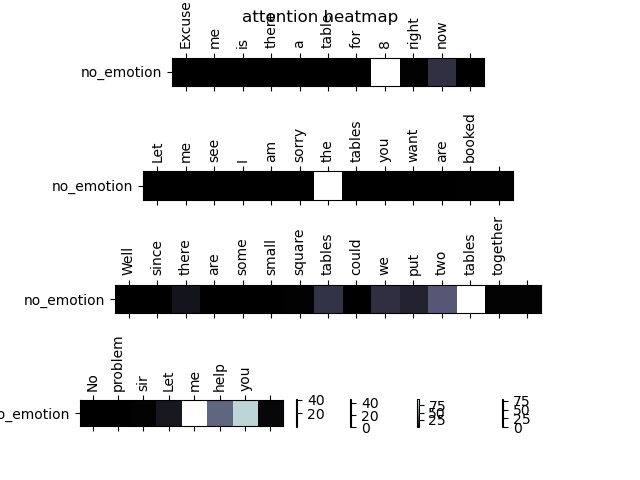 attention heatmap
Excuse me is there a table for 8 right now
no_emotion
Let me see I am sorry the tables you want are booked
no_emotion
Well since there are some small square tables could we put two tables together
no_emotion
No problem sir Let me help you
o_emotion
40
20
40
20
0
75
50
25
75
50
25
0